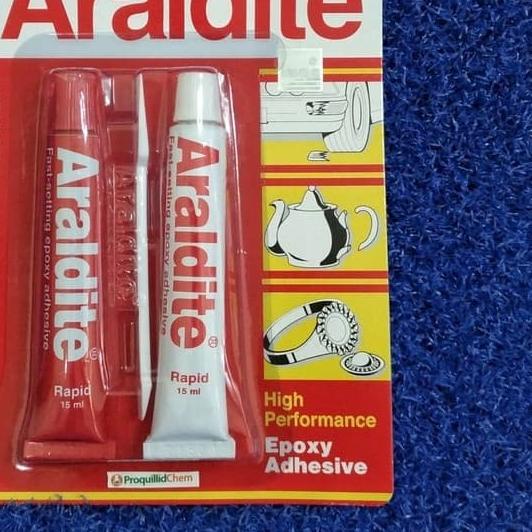 Araldite
Araldite®
Fast-setting epoxy adhesive
Rapid
15 ml
Araldite
Araldite®
Fast-setting epoxy adhesive
Rapid
15 ml
High
Performance
Epoxy
Adhesive
ProquillidChem